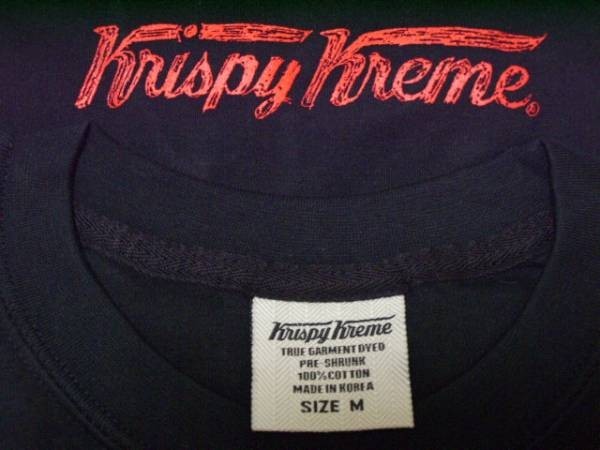 Krispy Kreme®
Krispy Kreme
TRUE GARMENT DYED
PRE-SHRUNK
100% COTTON
MADE IN KOREA
SIZE M